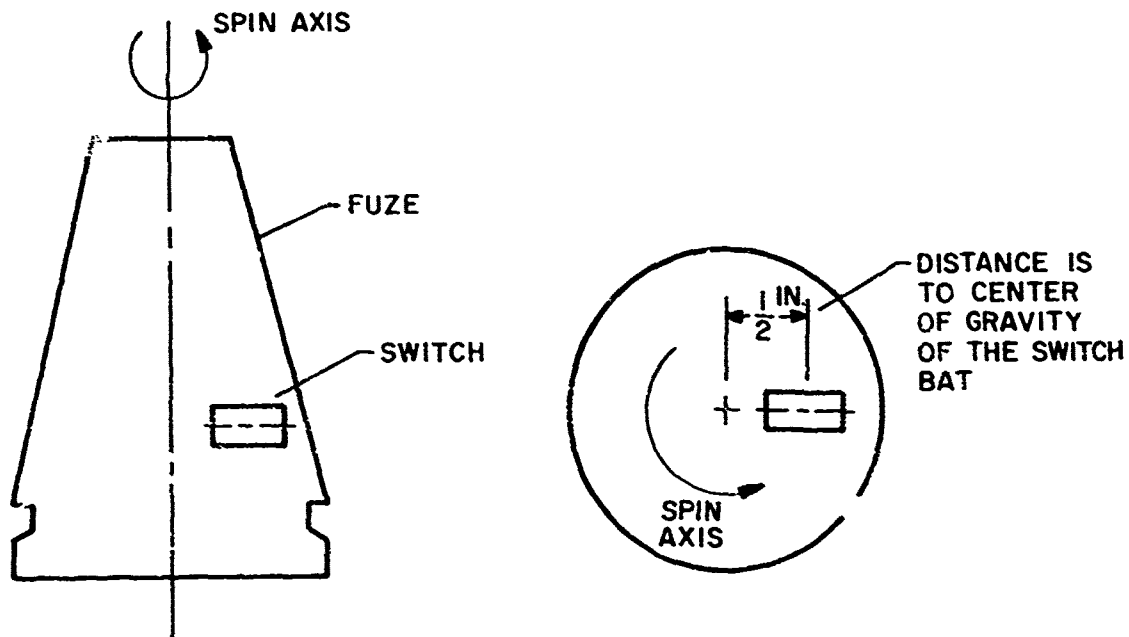 SPIN AXIS
FUZE
SWITCH
1/2 IN.
DISTANCE IS
TO CENTER
OF GRAVITY
OF THE SWITCH
BAT
SPIN
AXIS